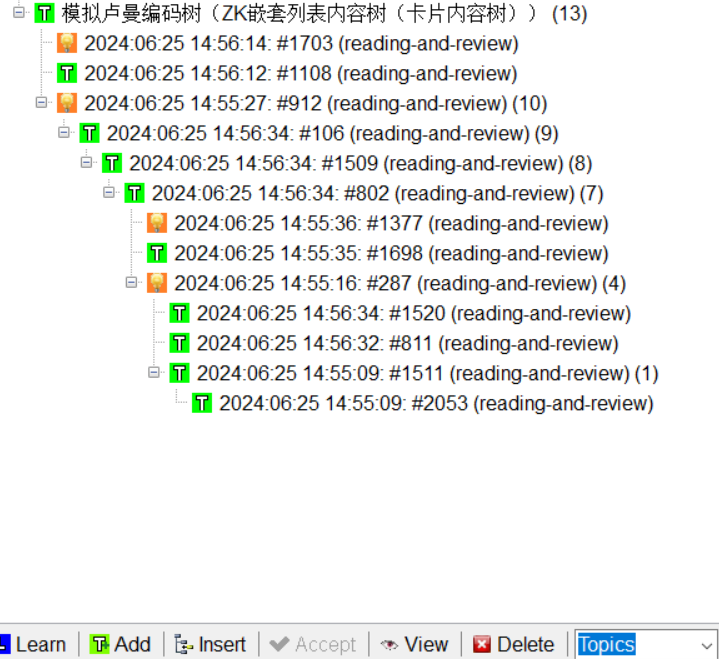 模拟卢曼编码树（ZK嵌套列表内容树（卡片内容树）） (13)
2024:06:25 14:56:14: #1703 (reading-and-review)
T 2024:06:25 14:56:12: #1108 (reading-and-review)
2024:06:25 14:55:27: #912 (reading-and-review) (10)
T 2024:06:25 14:56:34: #106 (reading-and-review) (9)
T 2024:06:25 14:56:34: #1509 (reading-and-review) (8)
T 2024:06:25 14:56:34: #802 (reading-and-review) (7)
2024:06:25 14:55:36: #1377 (reading-and-review)
T 2024:06:25 14:55:35: #1698 (reading-and-review)
2024:06:25 14:55:16: #287 (reading-and-review) (4)
T 2024:06:25 14:56:34: #1520 (reading-and-review)
T 2024:06:25 14:56:32: #811 (reading-and-review)
T 2024:06:25 14:55:09: #1511 (reading-and-review) (1)
T 2024:06:25 14:55:09: #2053 (reading-and-review)
Learn Add Insert Accept View Delete Topics